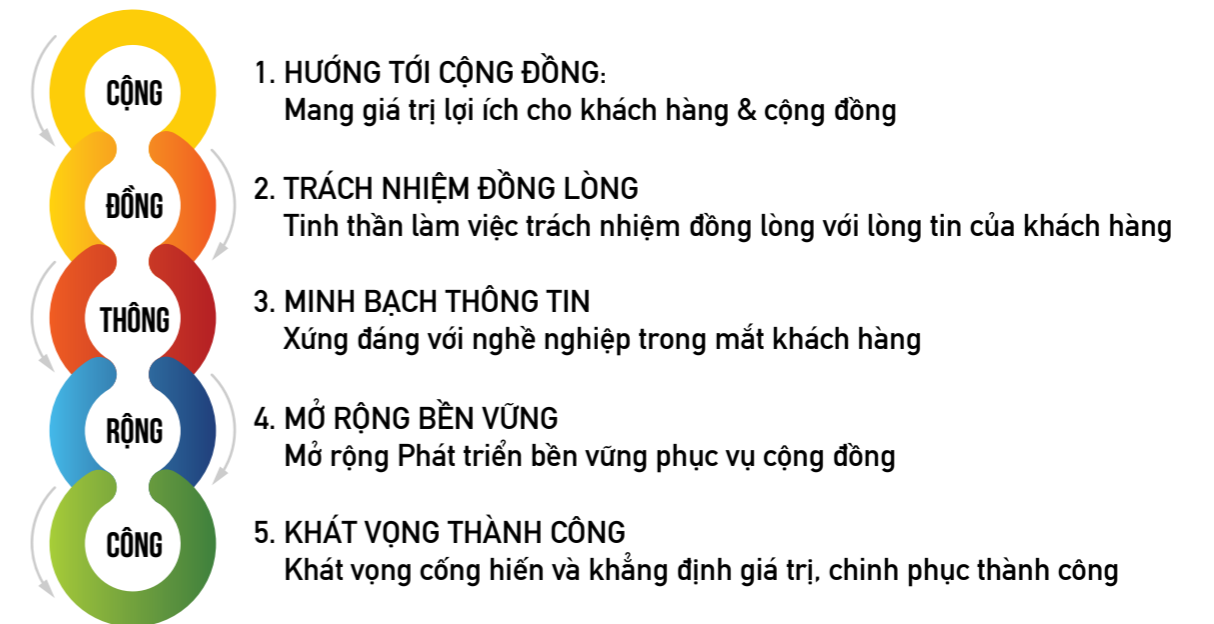 CỘNG
1. HƯỚNG TỚI CỘNG ĐỒNG:
Mang giá trị lợi ích cho khách hàng & cộng đồng
ĐỒNG
2. TRÁCH NHIỆM ĐỒNG LÒNG
Tinh thần làm việc trách nhiệm đồng lòng với lòng tin của khách hàng
THÔNG
3. MINH BẠCH THÔNG TIN
Xứng đáng với nghề nghiệp trong mắt khách hàng
RỘNG
4. MỞ RỘNG BỀN VỮNG
Mở rộng Phát triển bền vững phục vụ cộng đồng
CÔNG
5. KHÁT VỌNG THÀNH CÔNG
Khát vọng cống hiến và khẳng định giá trị, chinh phục thành công